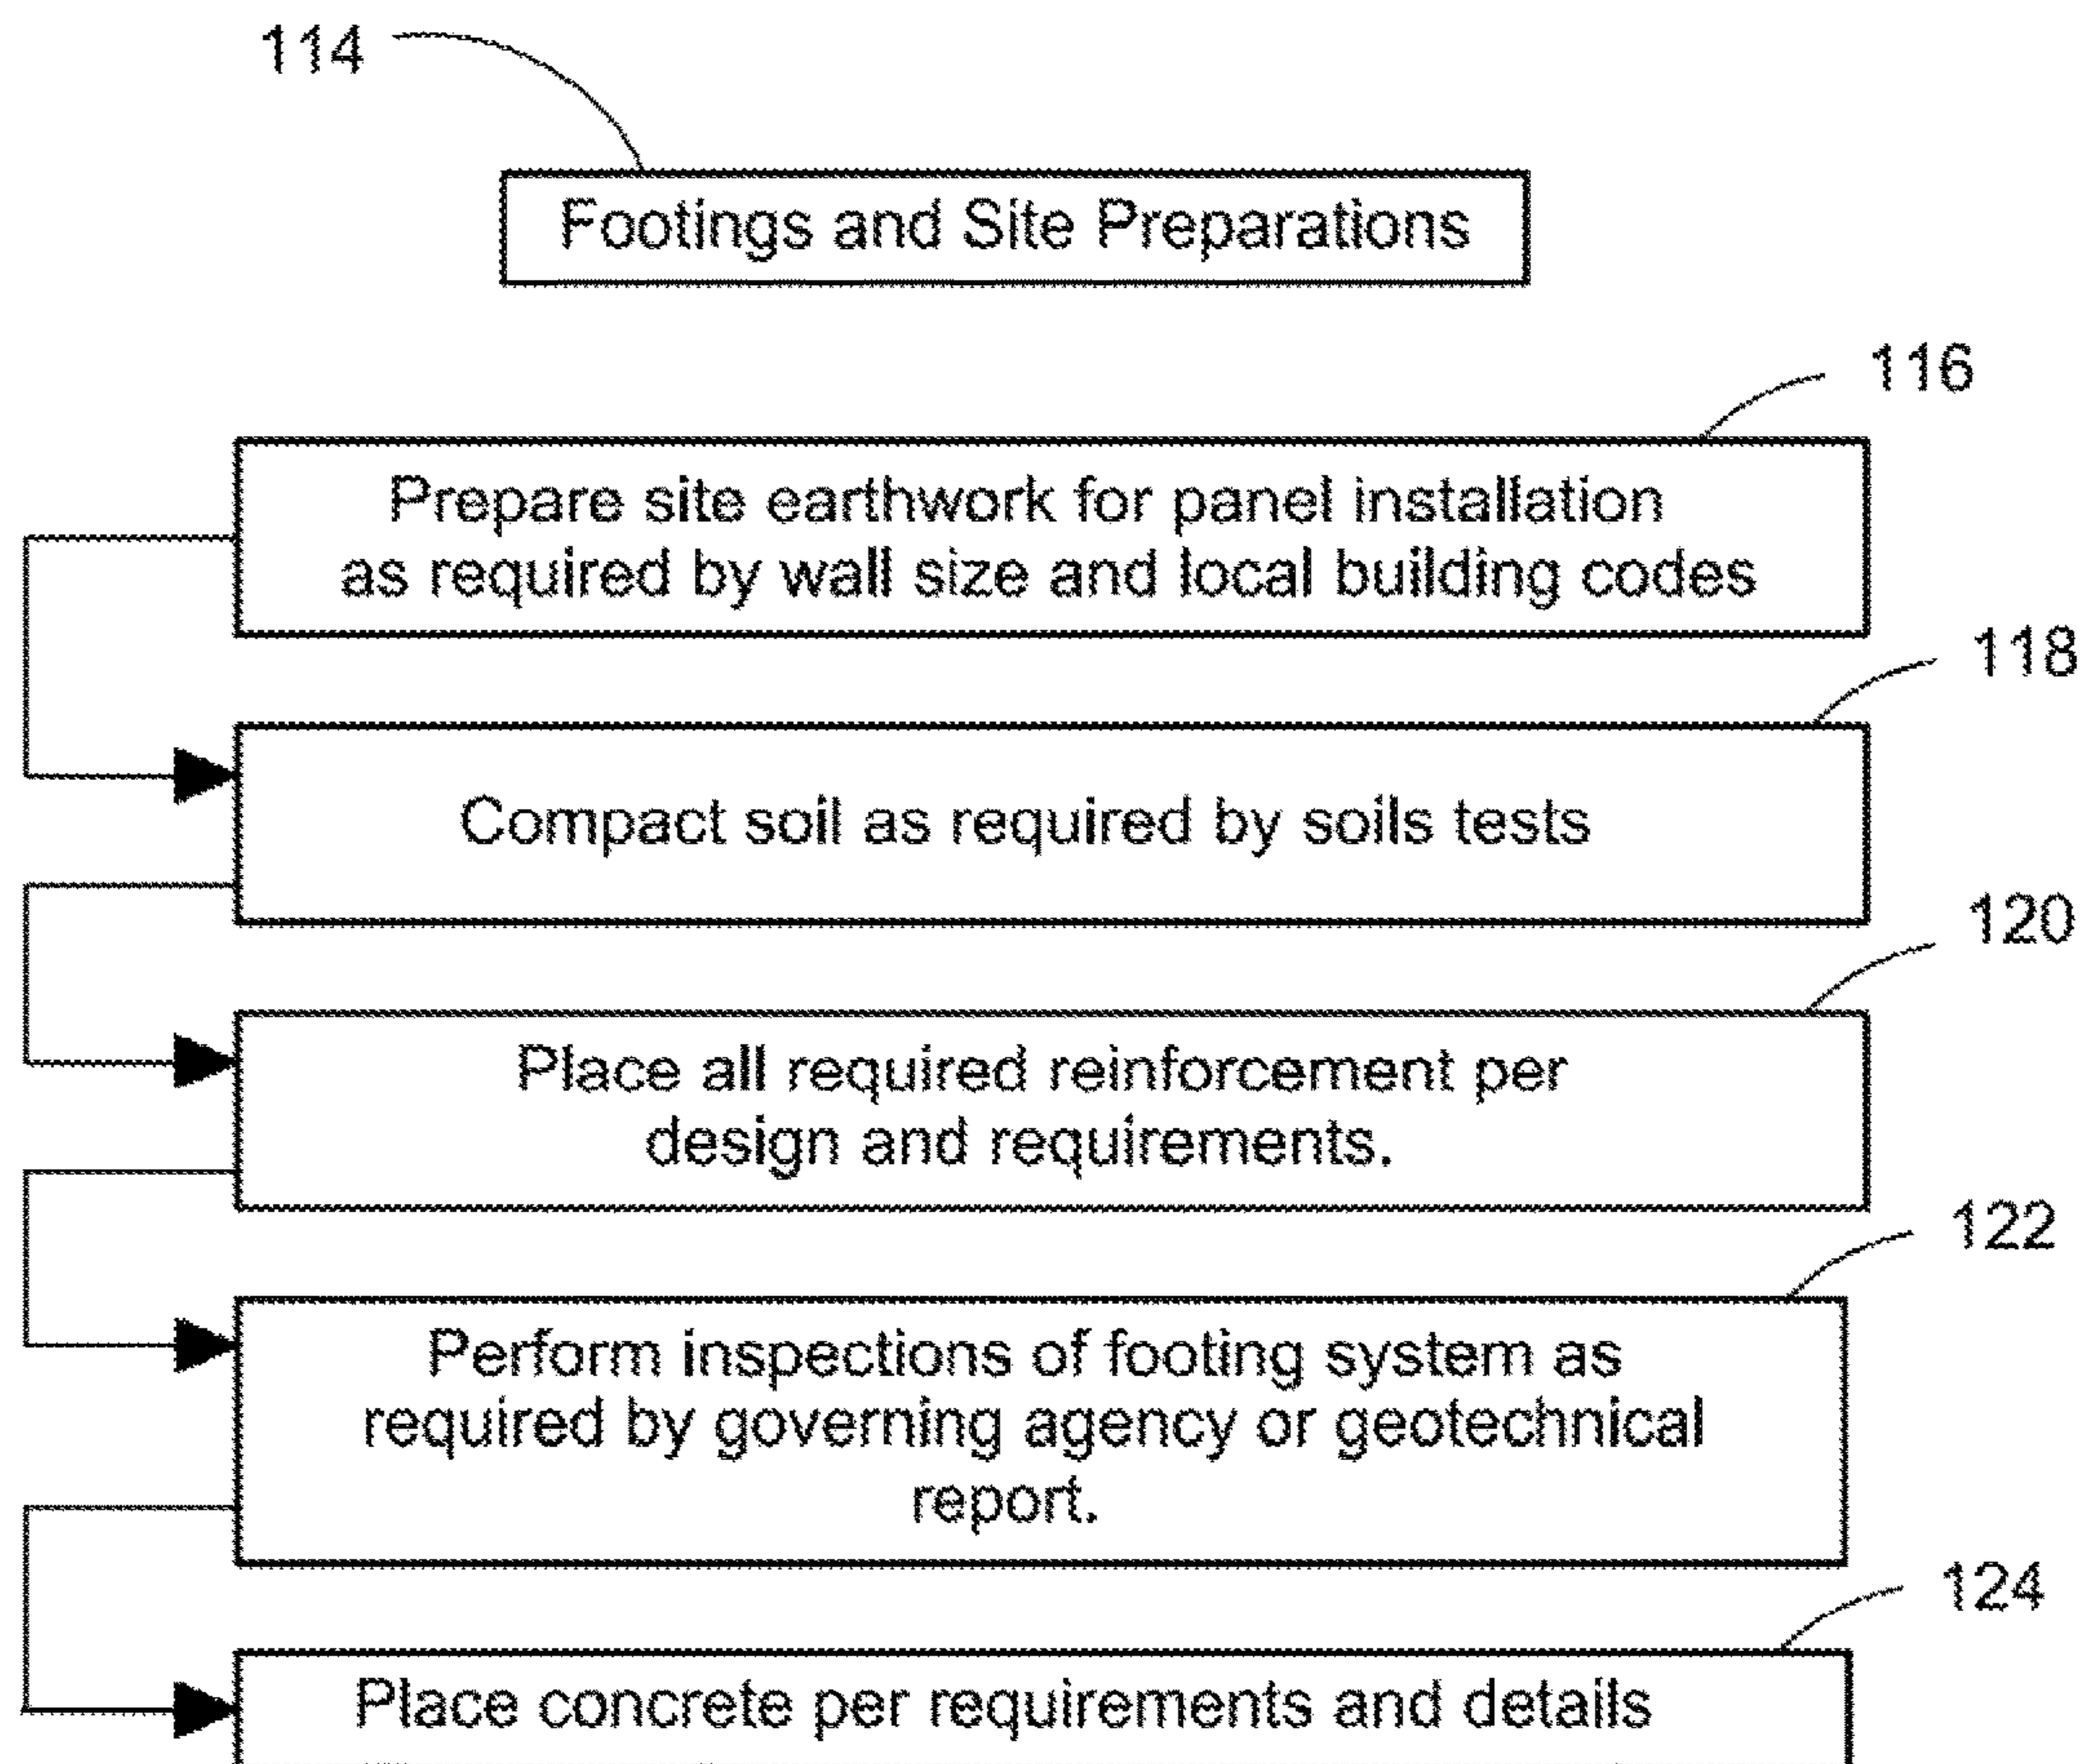 114
Footings and Site Preparations
116
Prepare site earthwork for panel installation
as required by wall size and local building codes
118
Compact soil as required by soils tests
120
Place all required reinforcement per
design and requirements.
122
Perform inspections of footing system as
required by governing agency or geotechnical
report.
124
Place concrete per requirements and details